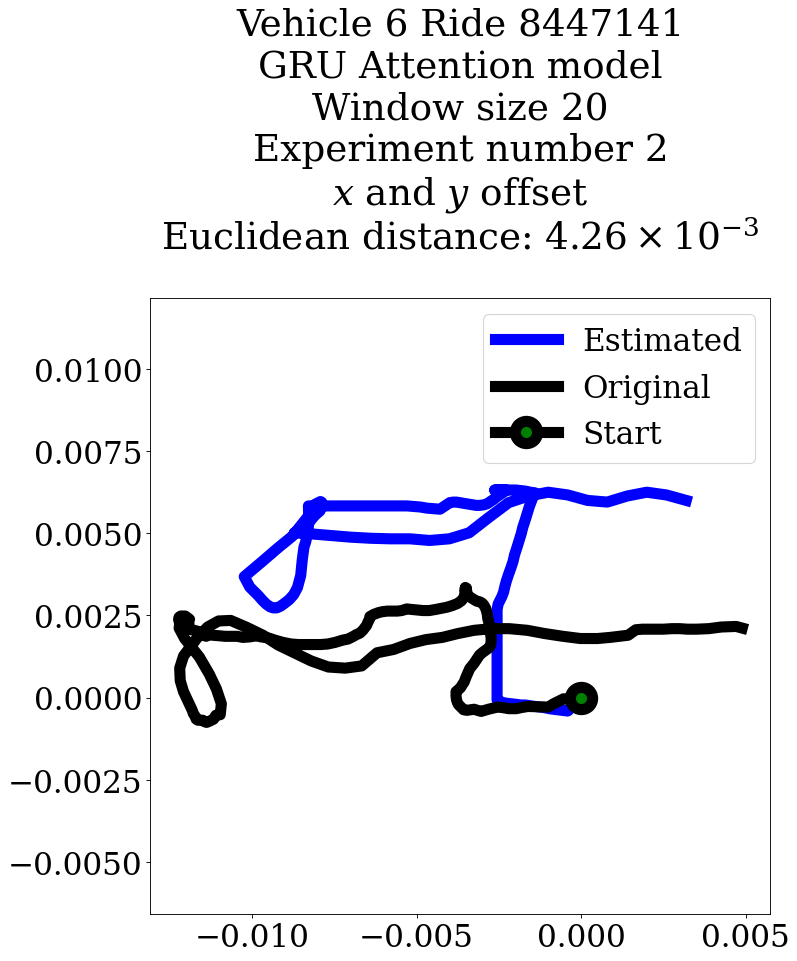 Vehicle 6 Ride 8447141
GRU Attention model
Window size 20
Experiment number 2
x and y offset
Euclidean distance: 4.26 × 10⁻³
Estimated
Original
Start
0.0100
0.0075
0.0050
0.0025
0.0000
−0.0025
−0.0050
−0.010 −0.005 0.000 0.005